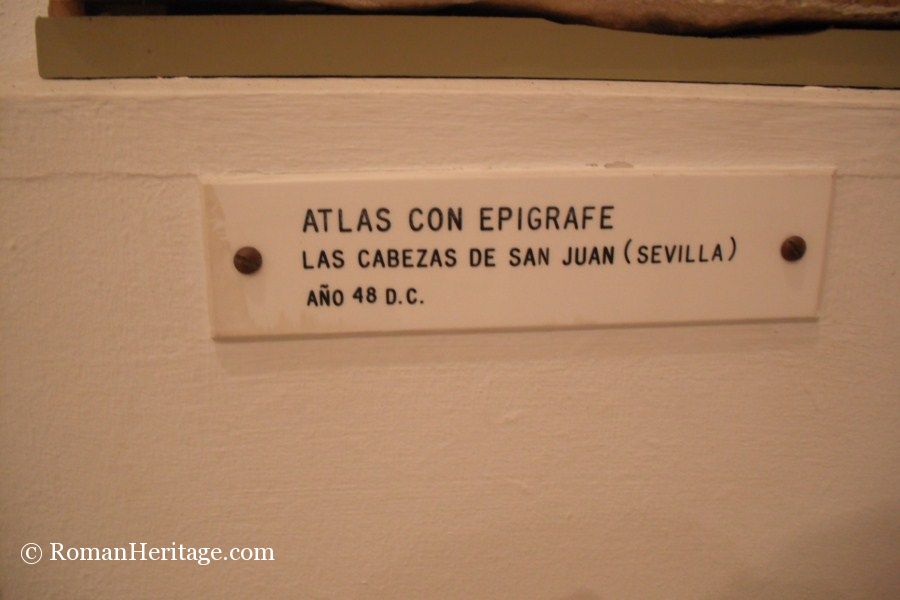 ATLAS CON EPIGRAFE
LAS CABEZAS DE SAN JUAN (SEVILLA)
AÑO 48 D.C.
© RomanHeritage.com